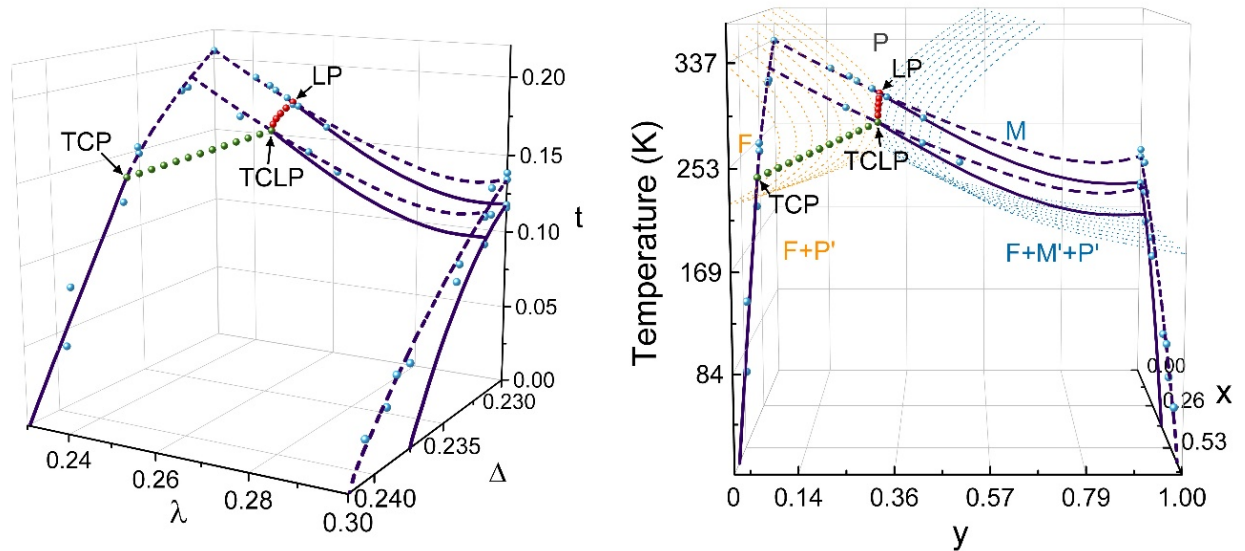 LP
TCP
TCLP
0.20
0.15
t
0.10
0.05
0.00
0.230
0.235
Δ
0.240
0.24
0.26
0.28
0.30
λ
P
LP
337
F
M
TCLP
253
TCP
F+P'
F+M'+P'
169
84
Temperature (K)
0.00
0.26
0.53
x
0
0.14
0.36
0.57
0.79
1.00
y